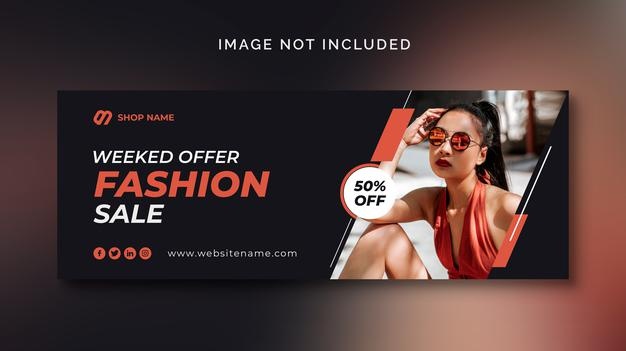 IMAGE NOT INCLUDED
SHOP NAME
WEEKED OFFER
FASHION
SALE
50%
OFF
www.websitename.com